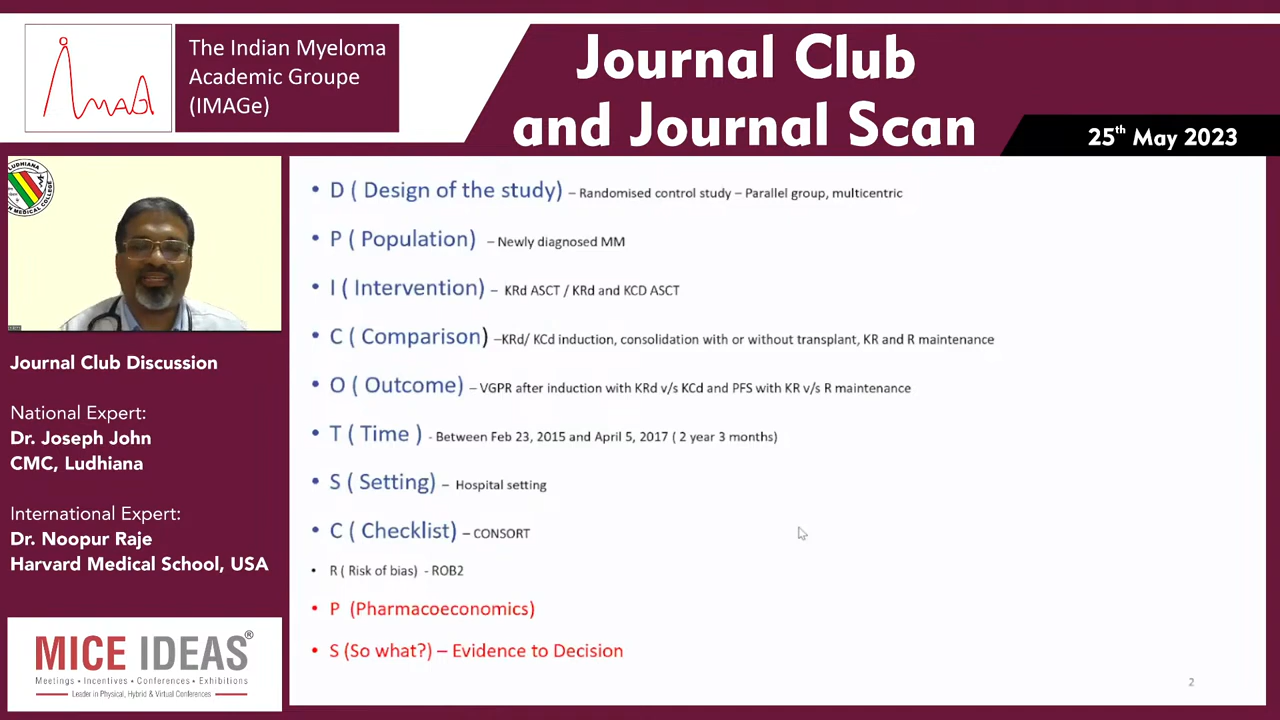 The Indian Myeloma
Academic Groupe
(IMAGe)
ImAG
Journal Club
and Journal Scan
25th May 2023
LUDHIANA
MEDICAL COLLEGE
Journal Club Discussion
National Expert:
Dr. Joseph John
CMC, Ludhiana
International Expert:
Dr. Noopur Raje
Harvard Medical School, USA
MICE IDEAS®
Meetings • Incentives • Conferences • Exhibitions
Leader in Physical, Hybrid & Virtual Conferences
• D ( Design of the study) – Randomised control study – Parallel group, multicentric
• P ( Population) – Newly diagnosed MM
• I ( Intervention) – KRd ASCT / KRd and KCD ASCT
• C ( Comparison) –KRd/ KCd induction, consolidation with or without transplant, KR and R maintenance
• O ( Outcome) – VGPR after induction with KRd v/s KCd and PFS with KR v/s R maintenance
• T ( Time ) - Between Feb 23, 2015 and April 5, 2017 ( 2 year 3 months)
• S ( Setting) – Hospital setting
• C ( Checklist) – CONSORT
• R ( Risk of bias) - ROB2
• P (Pharmacoeconomics)
• S (So what?) – Evidence to Decision
2